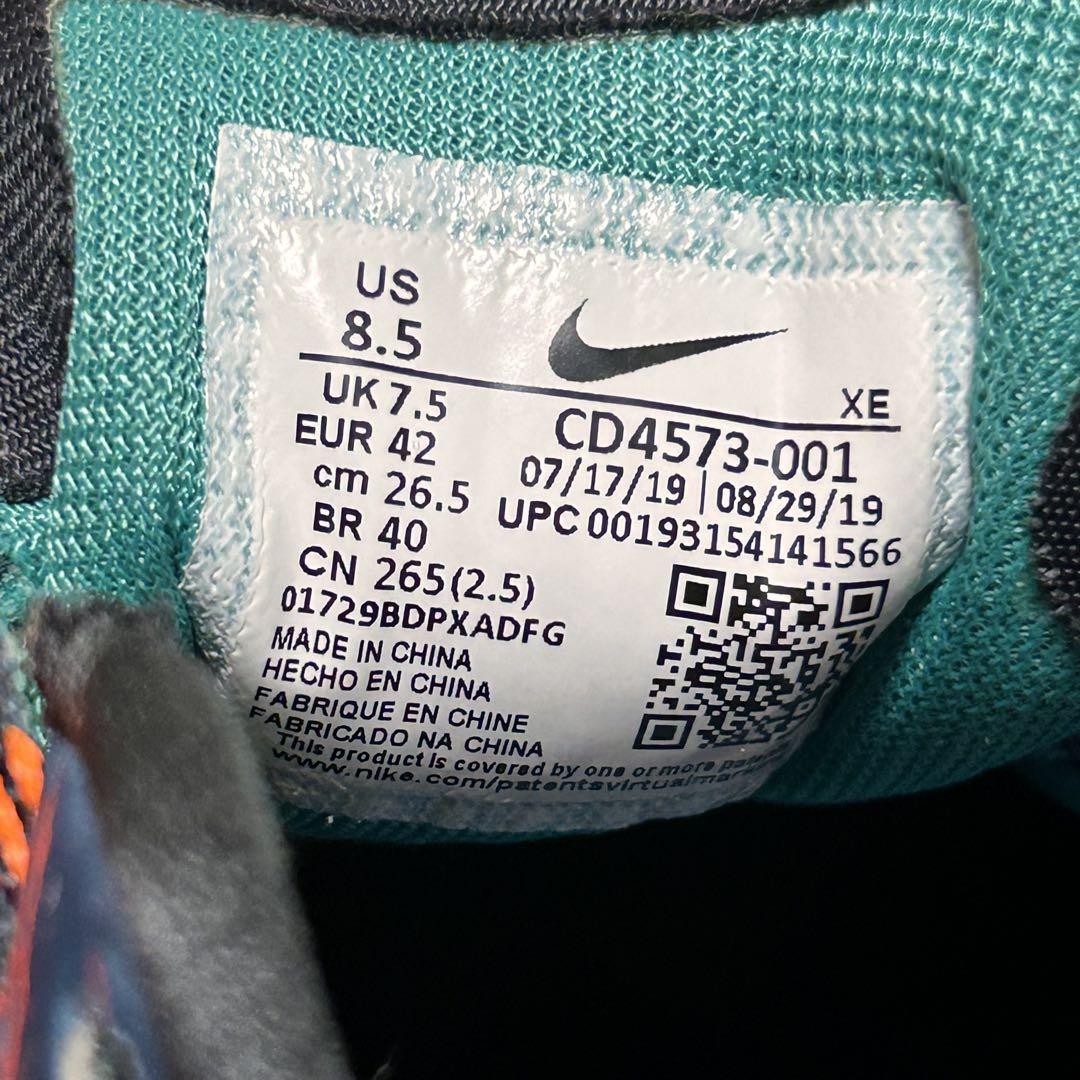 US
8.5
XE
UK 7.5
EUR 42
cm 26.5
BR 40
CN 265(2.5)
CD4573-001
07/17/19 | 08/29/19
UPC 00193154141566
01729BDPXADFG
MADE IN CHINA
HECHO EN CHINA
FABRIQUE EN CHINE
FABRICADO NA CHINA
This product is covered by one or more
www.nike.com/patents